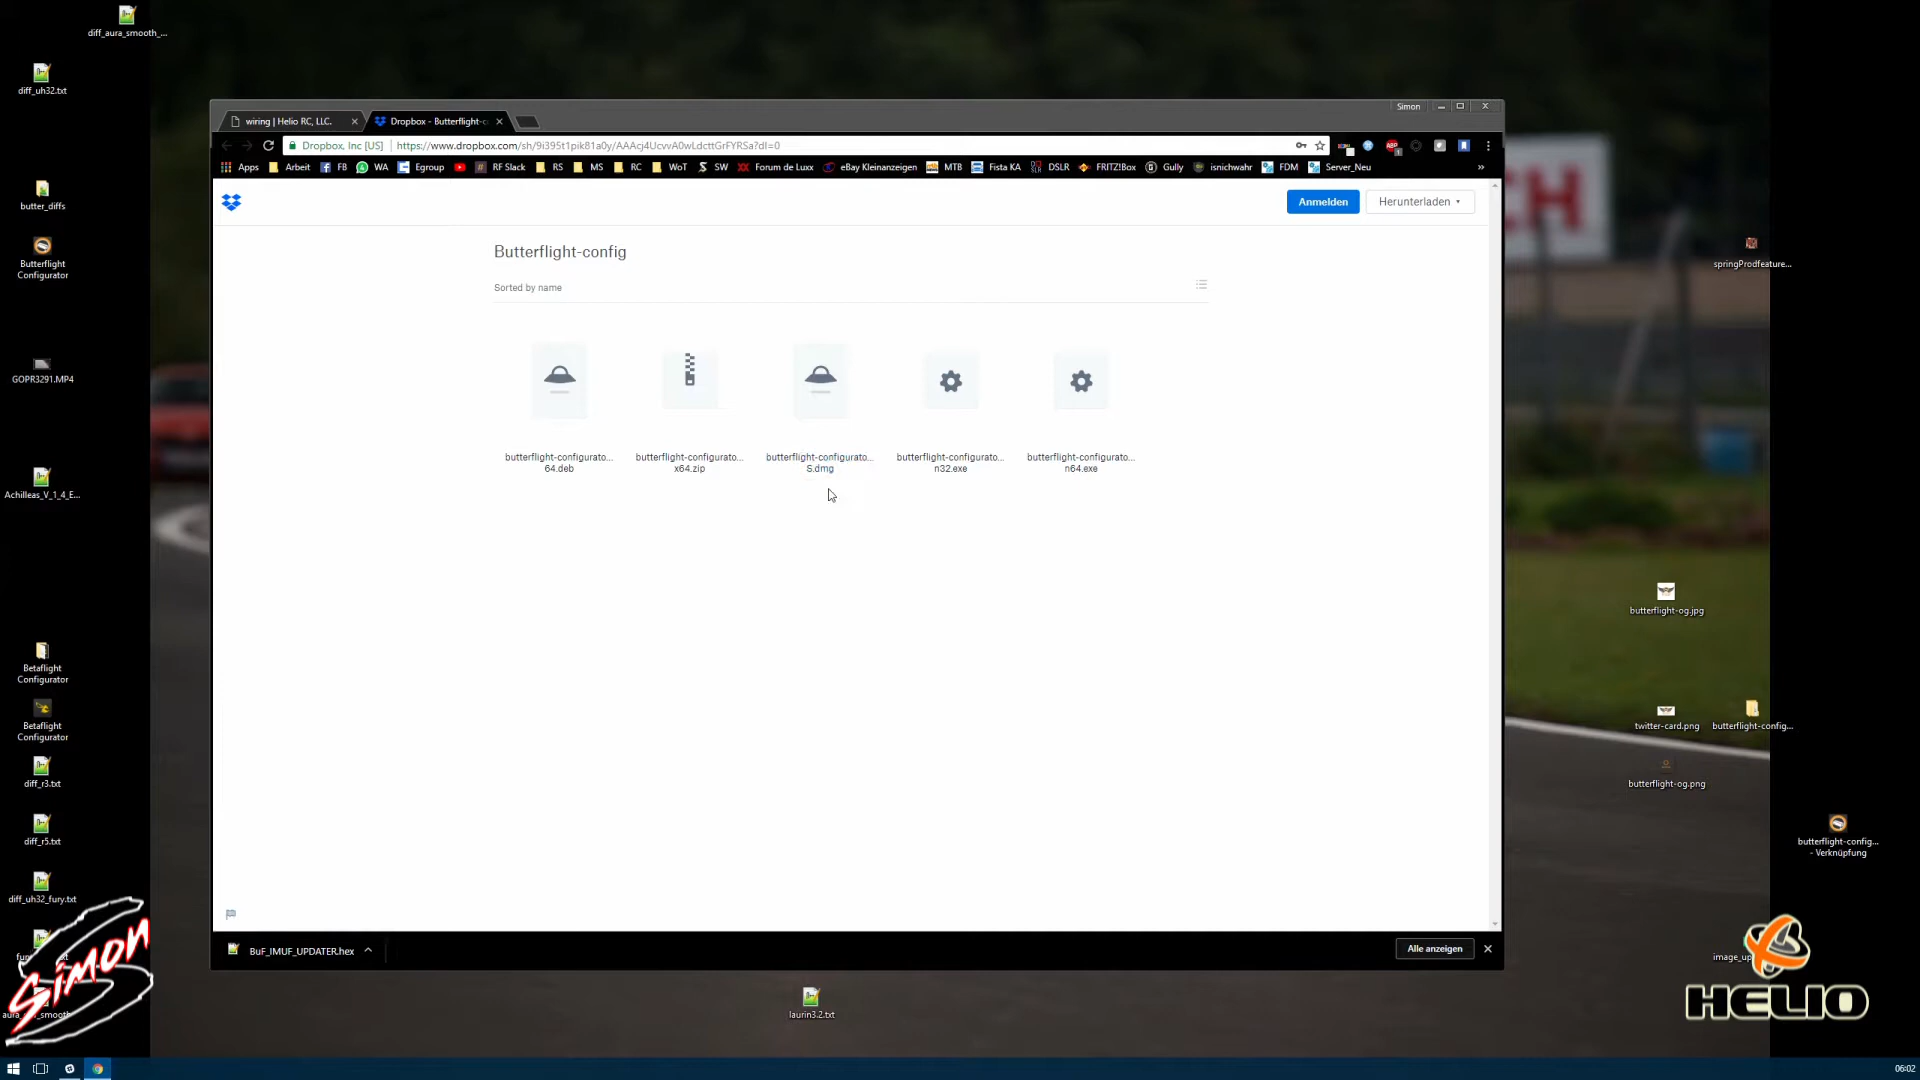 diff_aura_smooth_...
diff_uh32.txt
butter_diffs
Butterflight
Configurator
GOPR3291.MP4
Achilleas_V_1_4_E...
Betaflight
Configurator
Betaflight
Configurator
diff_r3.txt
diff_r5.txt
diff_uh32_fury.txt
Simon
Simon
wiring | Helio RC, LLC.
Dropbox - Butterflight-c
Dropbox, Inc [US]
https://www.dropbox.com/sh/9i395t1pik81a0y/AAAcj4UcvvA0wLdcttGrFYRSa?dl=0
Apps Arbeit FB WA Egroup RF Slack RS MS RC WoT SW Forum de Luxx eBay Kleinanzeigen MTB Fista KA DSLR FRITZ!Box Gully isnichwahr FDM Server_Neu »
Anmelden
Herunterladen
Butterflight-config
Sorted by name
butterflight-configurato...
64.deb
butterflight-configurato...
x64.zip
butterflight-configurato...
S.dmg
butterflight-configurato...
n32.exe
butterflight-configurato...
n64.exe
BuF_IMUF_UPDATER.hex
Alle anzeigen
laurin3.2.txt
springProdfeature...
butterflight-og.jpg
twitter-card.png
butterflight-config...
butterflight-og.png
butterflight-config...
- Verknüpfung
HELIO
06:02